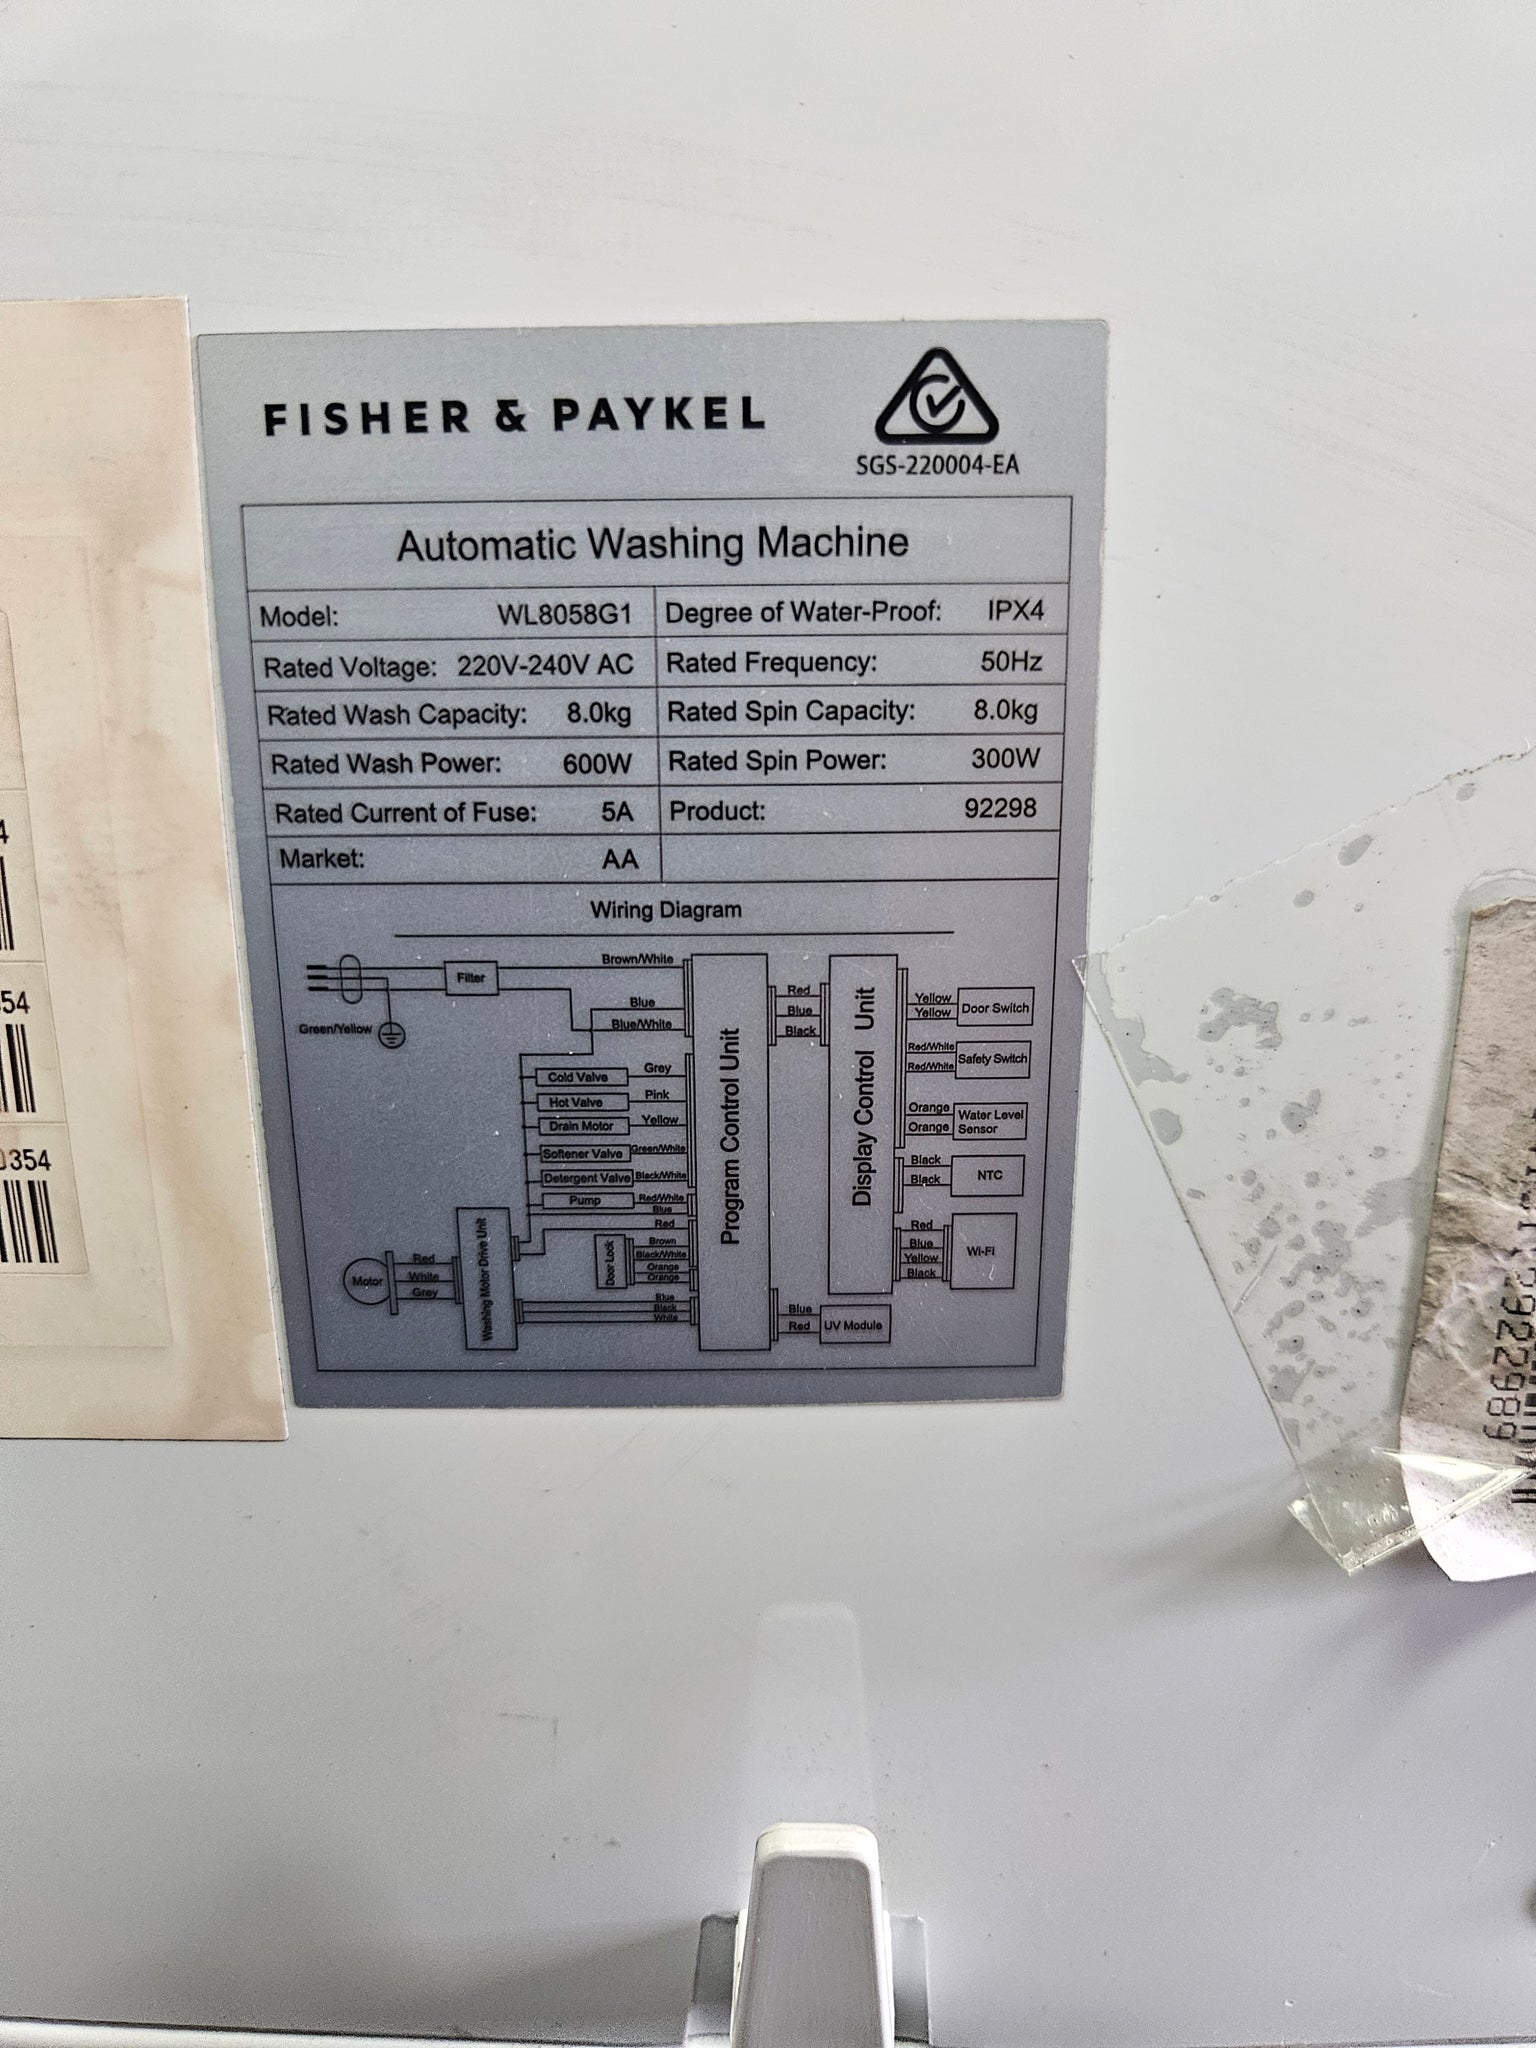 FISHER & PAYKEL
SGS-220004-EA
Automatic Washing Machine
Model: WL8058G1 Degree of Water-Proof: IPX4
Rated Voltage: 220V-240V AC Rated Frequency: 50Hz
Rated Wash Capacity: 8.0kg Rated Spin Capacity: 8.0kg
Rated Wash Power: 600W Rated Spin Power: 300W
Rated Current of Fuse: 5A Product: 92298
Market: AA
Wiring Diagram
Brown/White
Filter
Blue
Blue/White
Green/Yellow
Cold Valve Grey
Hot Valve Pink
Drain Motor Yellow
Softener Valve Green/White
Detergent Valve Black/White
Pump Red/White
Blue
Red
Door Lock
Brown
Black/White
Orange
Orange
Motor
Red
White
Grey
Washing Motor Drive Unit
Blue
Black
White
Program Control Unit
Red
Blue
Black
Display Control Unit
Yellow
Yellow
Door Switch
Red/White
Red/White
Safety Switch
Orange
Orange
Water Level
Sensor
Black
Black
NTC
Red
Blue
Yellow
Black
Wi-Fi
Blue
Red
UV Module
4
54
0354